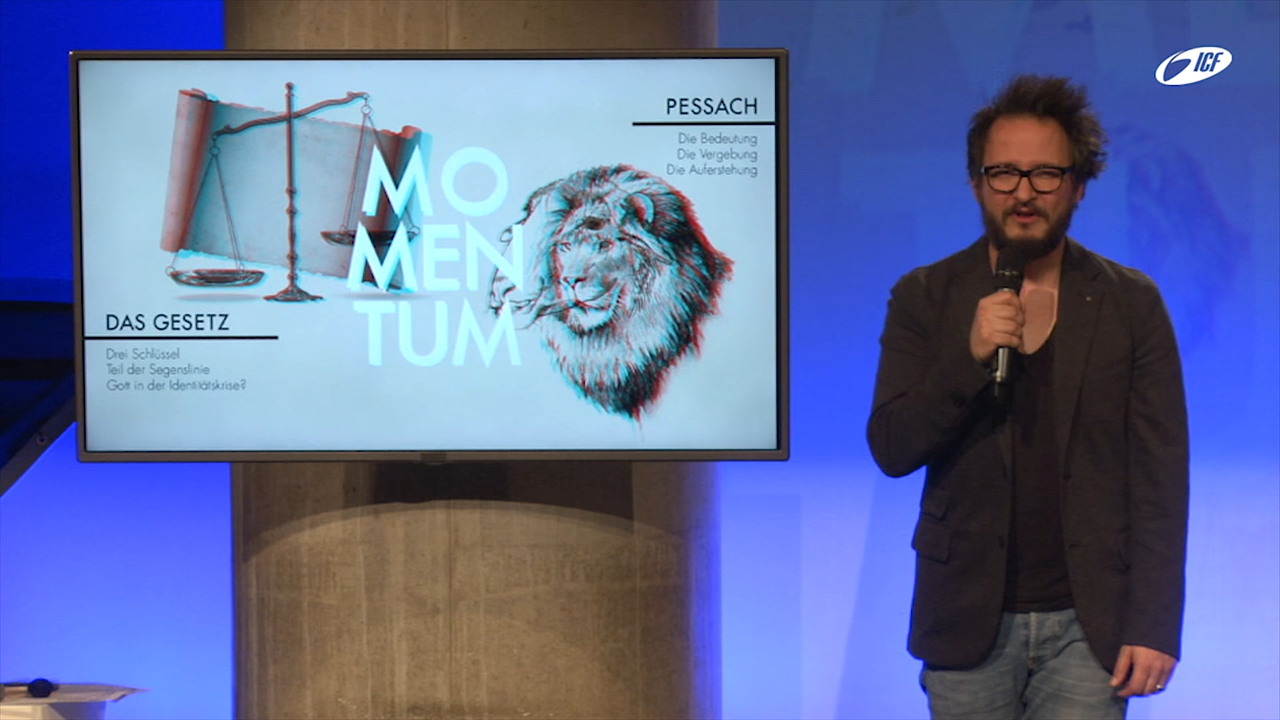 ICF
PESSACH
Die Bedeutung
Die Vergebung
Die Auferstehung
MO
MEN
TUM
DAS GESETZ
Drei Schlüssel
Teil der Segenslinie
Gott in der Identitätskrise?